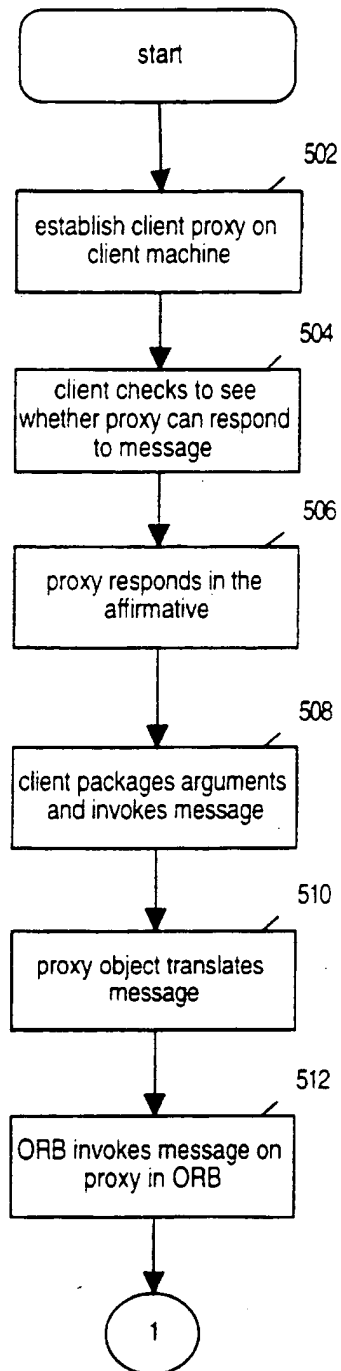 start
502
establish client proxy on
client machine
504
client checks to see
whether proxy can respond
to message
506
proxy responds in the
affirmative
508
client packages arguments
and invokes message
510
proxy object translates
message
512
ORB invokes message on
proxy in ORB
1